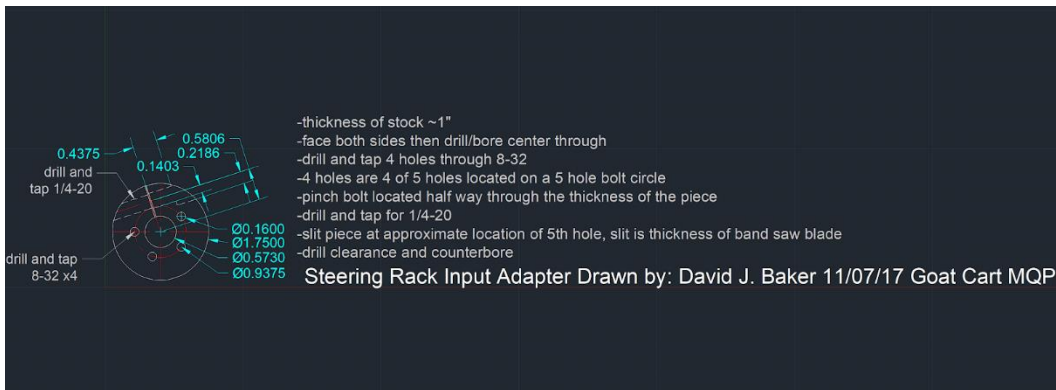 0.4375
0.5806
0.2186
0.1403
drill and
tap 1/4-20
drill and tap
8-32 x4
Ø0.1600
Ø1.7500
Ø0.5730
Ø0.9375
-thickness of stock ~1"
-face both sides then drill/bore center through
-drill and tap 4 holes through 8-32
-4 holes are 4 of 5 holes located on a 5 hole bolt circle
-pinch bolt located half way through the thickness of the piece
-drill and tap for 1/4-20
-slit piece at approximate location of 5th hole, slit is thickness of band saw blade
-drill clearance and counterbore
Steering Rack Input Adapter Drawn by: David J. Baker 11/07/17 Goat Cart MQP